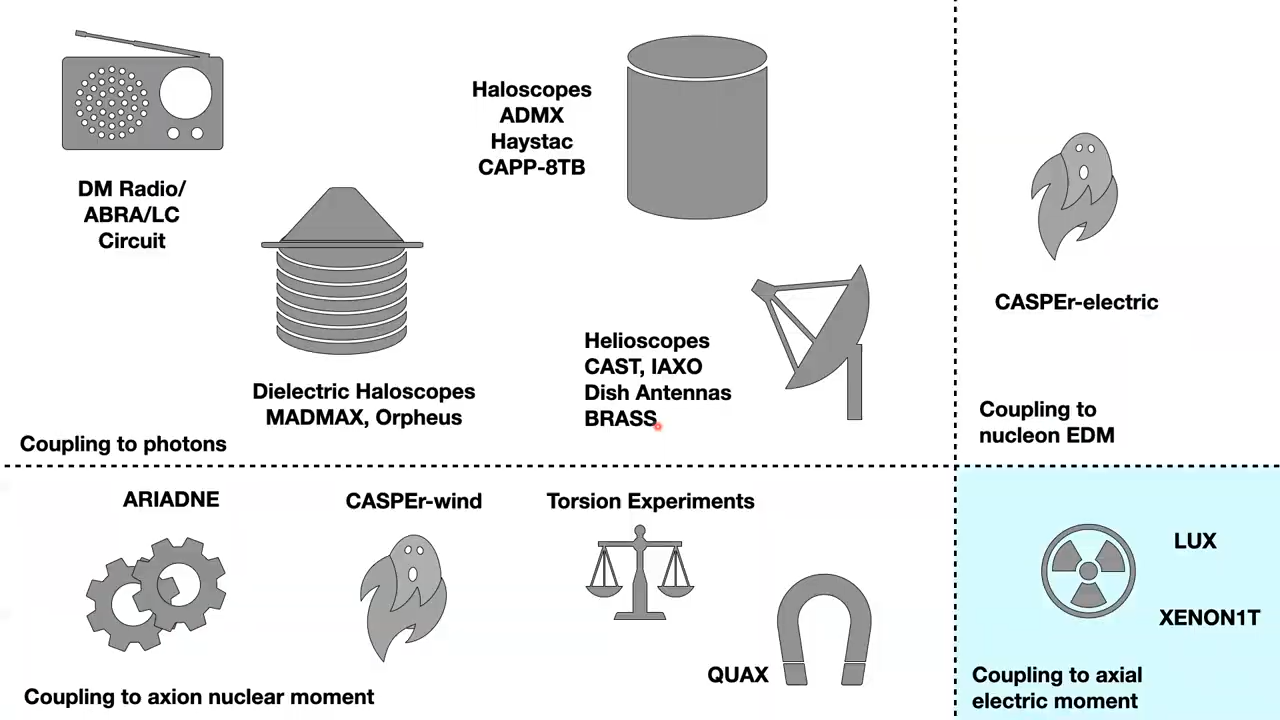 DM Radio/
ABRA/LC
Circuit
Haloscopes
ADMX
Haystac
CAPP-8TB
Dielectric Haloscopes
MADMAX, Orpheus
Helioscopes
CAST, IAXO
Dish Antennas
BRASS
Coupling to photons
CASPEr-electric
Coupling to
nucleon EDM
ARIADNE
CASPEr-wind
Torsion Experiments
QUAX
Coupling to axion nuclear moment
LUX
XENON1T
Coupling to axial
electric moment